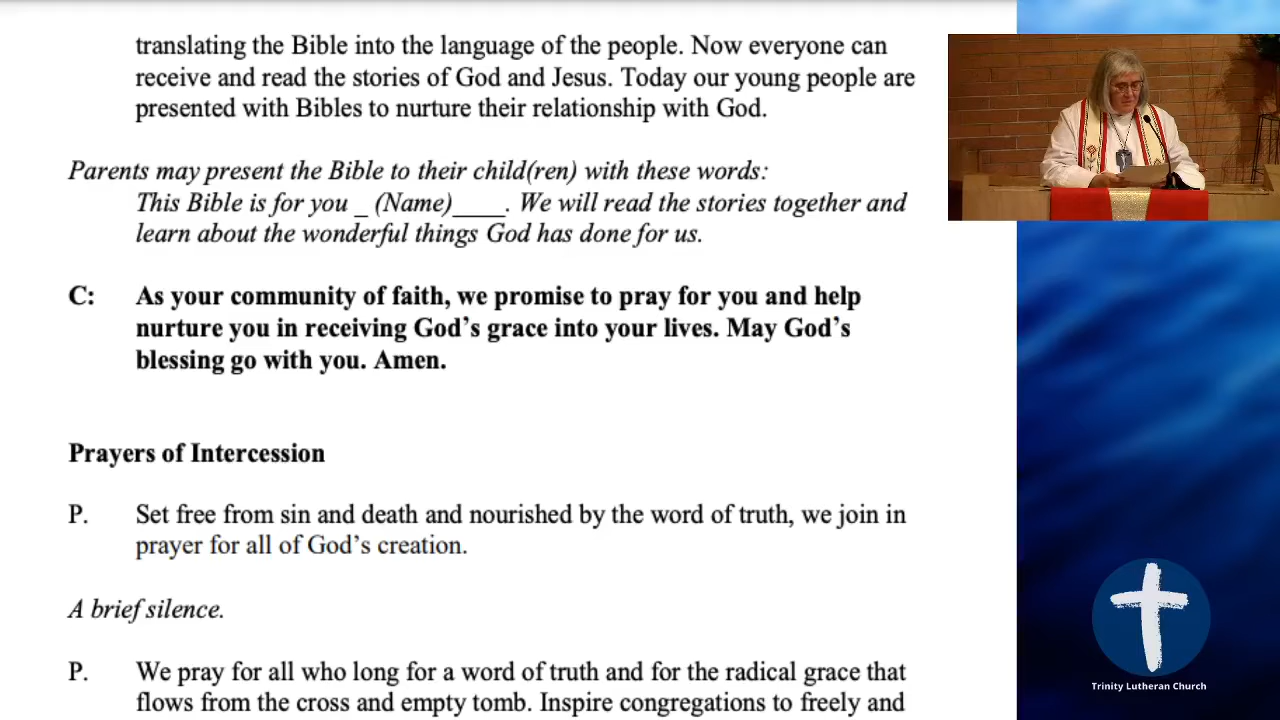 translating the Bible into the language of the people. Now everyone can
receive and read the stories of God and Jesus. Today our young people are
presented with Bibles to nurture their relationship with God.
Parents may present the Bible to their child(ren) with these words:
This Bible is for you _ (Name)____. We will read the stories together and
learn about the wonderful things God has done for us.
C: As your community of faith, we promise to pray for you and help
nurture you in receiving God’s grace into your lives. May God’s
blessing go with you. Amen.
Prayers of Intercession
P. Set free from sin and death and nourished by the word of truth, we join in
prayer for all of God’s creation.
A brief silence.
P. We pray for all who long for a word of truth and for the radical grace that
flows from the cross and empty tomb. Inspire congregations to freely and
Trinity Lutheran Church